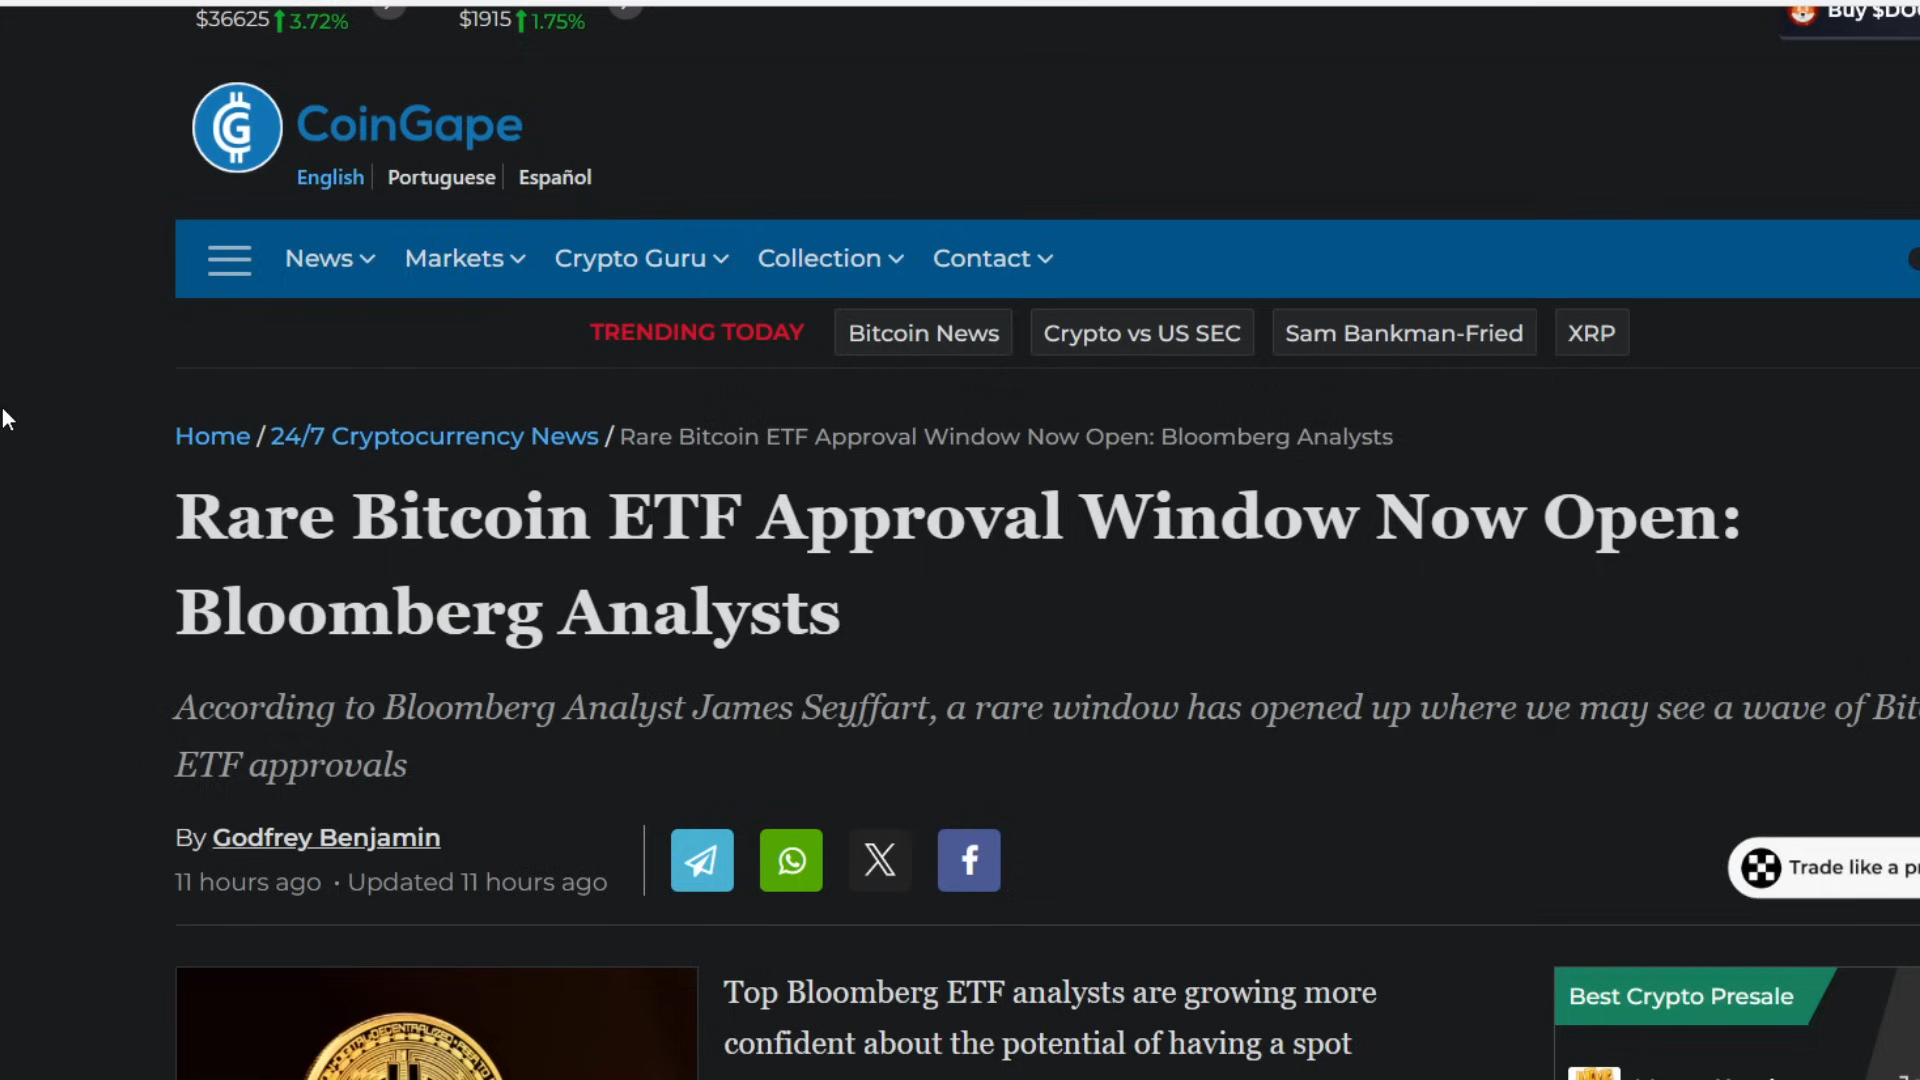 $36625 3.72% $1915 1.75%
Buy
CoinGape
English Portuguese Español
News Markets Crypto Guru Collection Contact
TRENDING TODAY Bitcoin News Crypto vs US SEC Sam Bankman-Fried XRP
Home / 24/7 Cryptocurrency News / Rare Bitcoin ETF Approval Window Now Open: Bloomberg Analysts
Rare Bitcoin ETF Approval Window Now Open:
Bloomberg Analysts
According to Bloomberg Analyst James Seyffart, a rare window has opened up where we may see a wave of
ETF approvals
By Godfrey Benjamin
11 hours ago · Updated 11 hours ago
Trade like a
Top Bloomberg ETF analysts are growing more
confident about the potential of having a spot
Best Crypto Presale